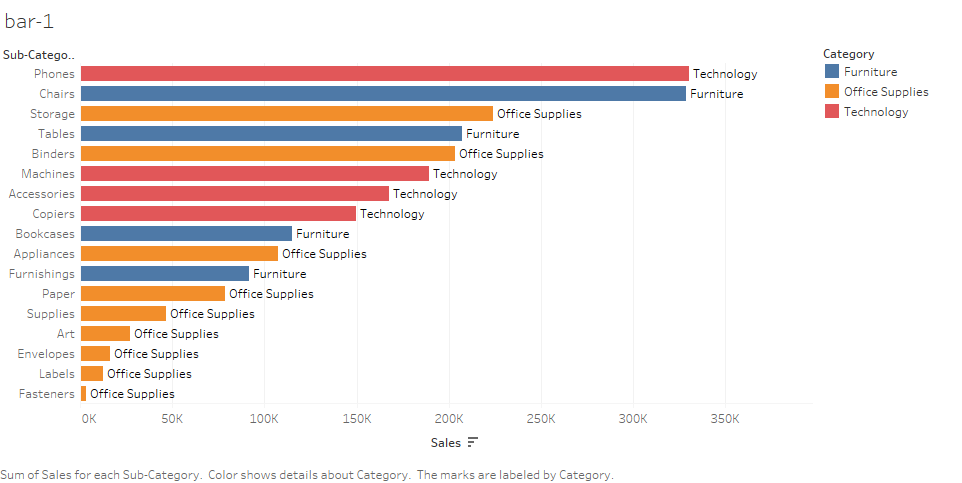 bar-1
Sub-Catego.. Category
Phones Technology Furniture
Chairs Furniture Office Supplies
Storage Office Supplies Technology
Tables Furniture
Binders Office Supplies
Machines Technology
Accessories Technology
Copiers Technology
Bookcases Furniture
Appliances Office Supplies
Furnishings Furniture
Paper Office Supplies
Supplies Office Supplies
Art Office Supplies
Envelopes Office Supplies
Labels Office Supplies
Fasteners Office Supplies
0K 50K 100K 150K 200K 250K 300K 350K
Sales
Sum of Sales for each Sub-Category. Color shows details about Category. The marks are labeled by Category.